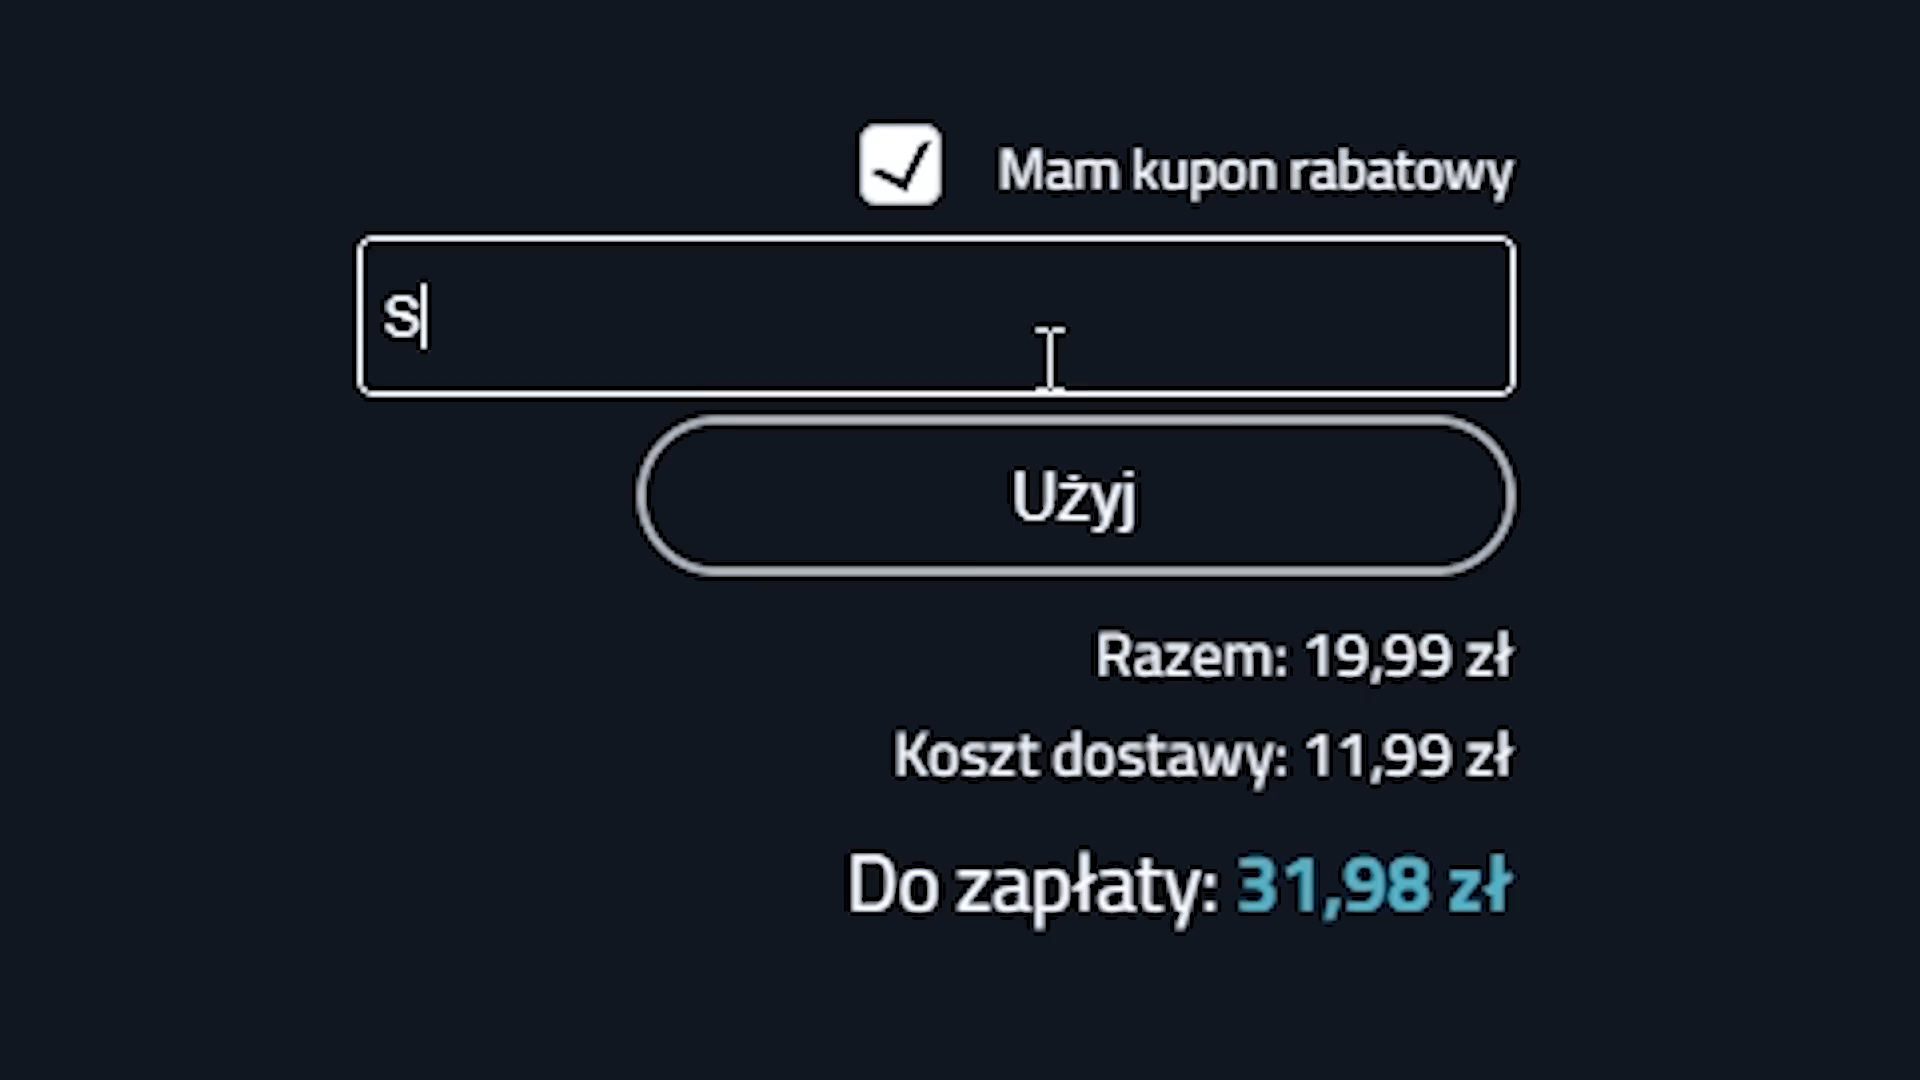 Mam kupon rabatowy
s
Użyj
Razem: 19,99 zł
Koszt dostawy: 11,99 zł
Do zapłaty: 31,98 zł